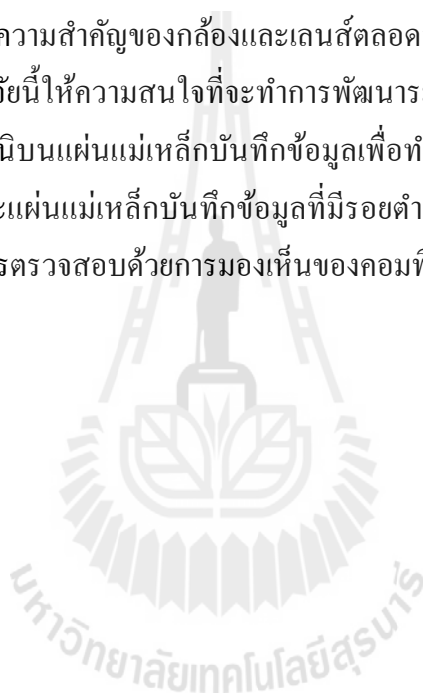 ความสำคัญของกล้องและเลนส์ตลอด
จัยนี้ให้ความสนใจที่จะทำการพัฒนาระ
นิบนแผ่นแม่เหล็กบันทึกข้อมูลเพื่อทำ
ะแผ่นแม่เหล็กบันทึกข้อมูลที่มีรอยตำ
รตรวจสอบด้วยการมองเห็นของคอมพิ
มหาวิทยาลัยเทคโนโลยีสุรนารี